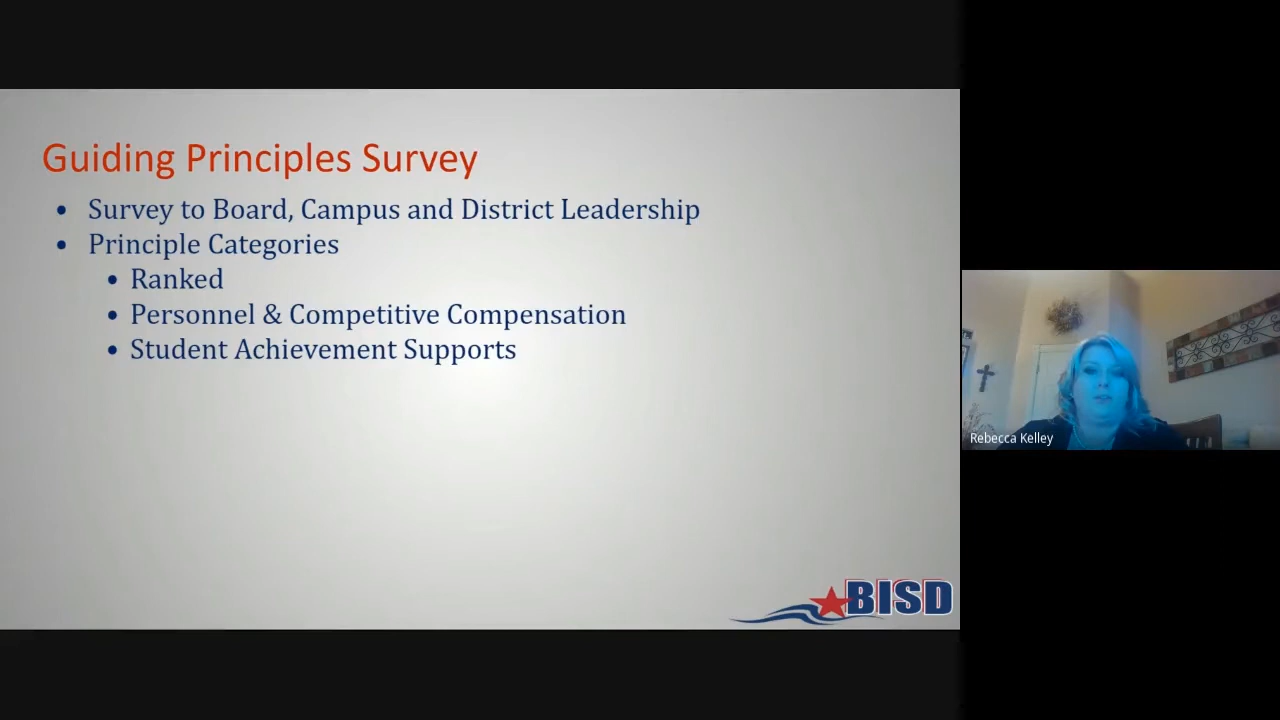 Guiding Principles Survey
• Survey to Board, Campus and District Leadership
• Principle Categories
• Ranked
• Personnel & Competitive Compensation
• Student Achievement Supports
BISD
Rebecca Kelley